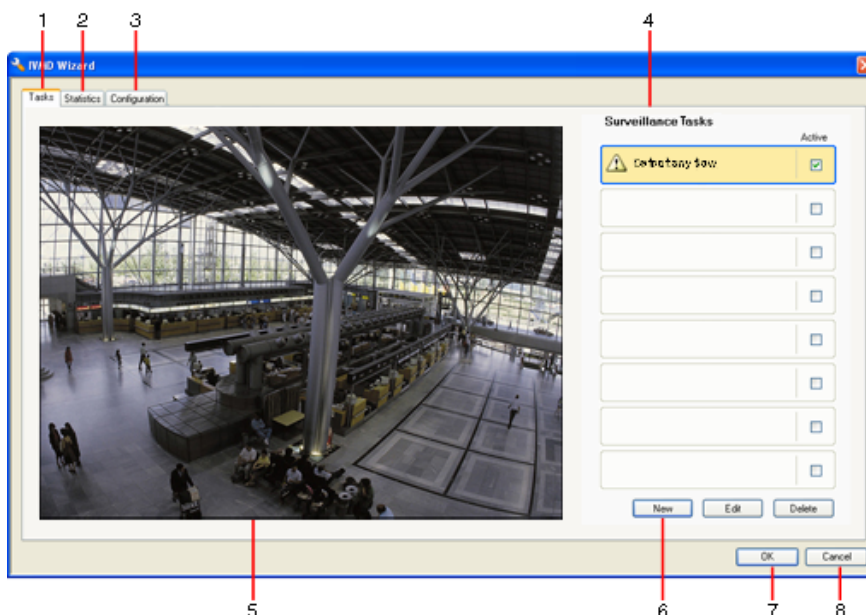 1 2 3 4
IVMD Wizard
Tasks Statistics Configuration
Surveillance Tasks
Active
New Edit Delete
OK Cancel
5 6 7 8